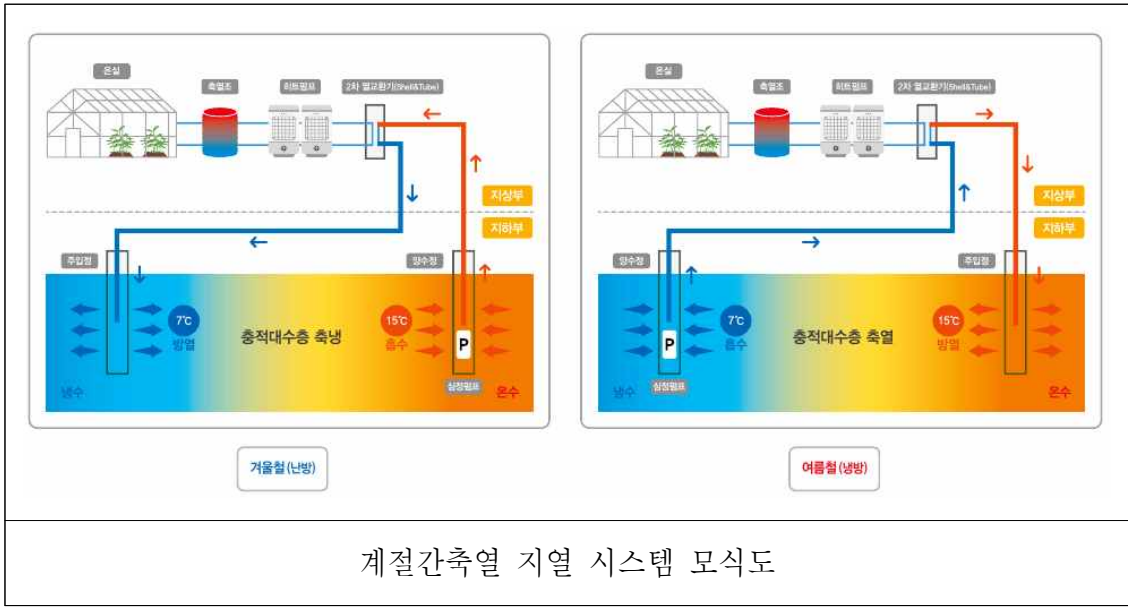 온실
축열조
히트펌프
2차 열교환기(Shell&Tube)
지상부
지하부
주입정
양수정
7℃
방열
충적대수층 축냉
15℃
흡수
P
냉수
심정펌프
온수
겨울철(난방)
온실
축열조
히트펌프
2차 열교환기(Shell&Tube)
지상부
지하부
양수정
주입정
7℃
흡수
충적대수층 축열
15℃
방열
P
냉수
심정펌프
온수
여름철(냉방)
계절간축열 지열 시스템 모식도